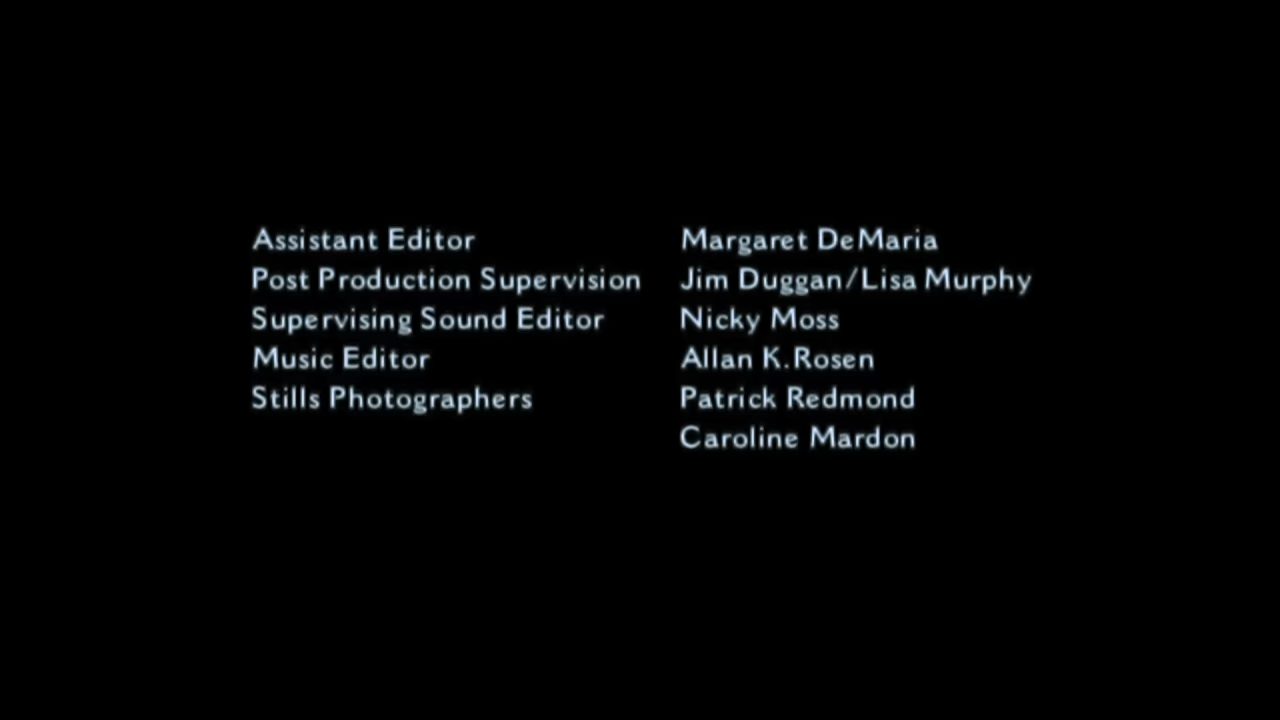 Assistant Editor Margaret DeMaria
Post Production Supervision Jim Duggan/Lisa Murphy
Supervising Sound Editor Nicky Moss
Music Editor Allan K.Rosen
Stills Photographers Patrick Redmond
Caroline Mardon